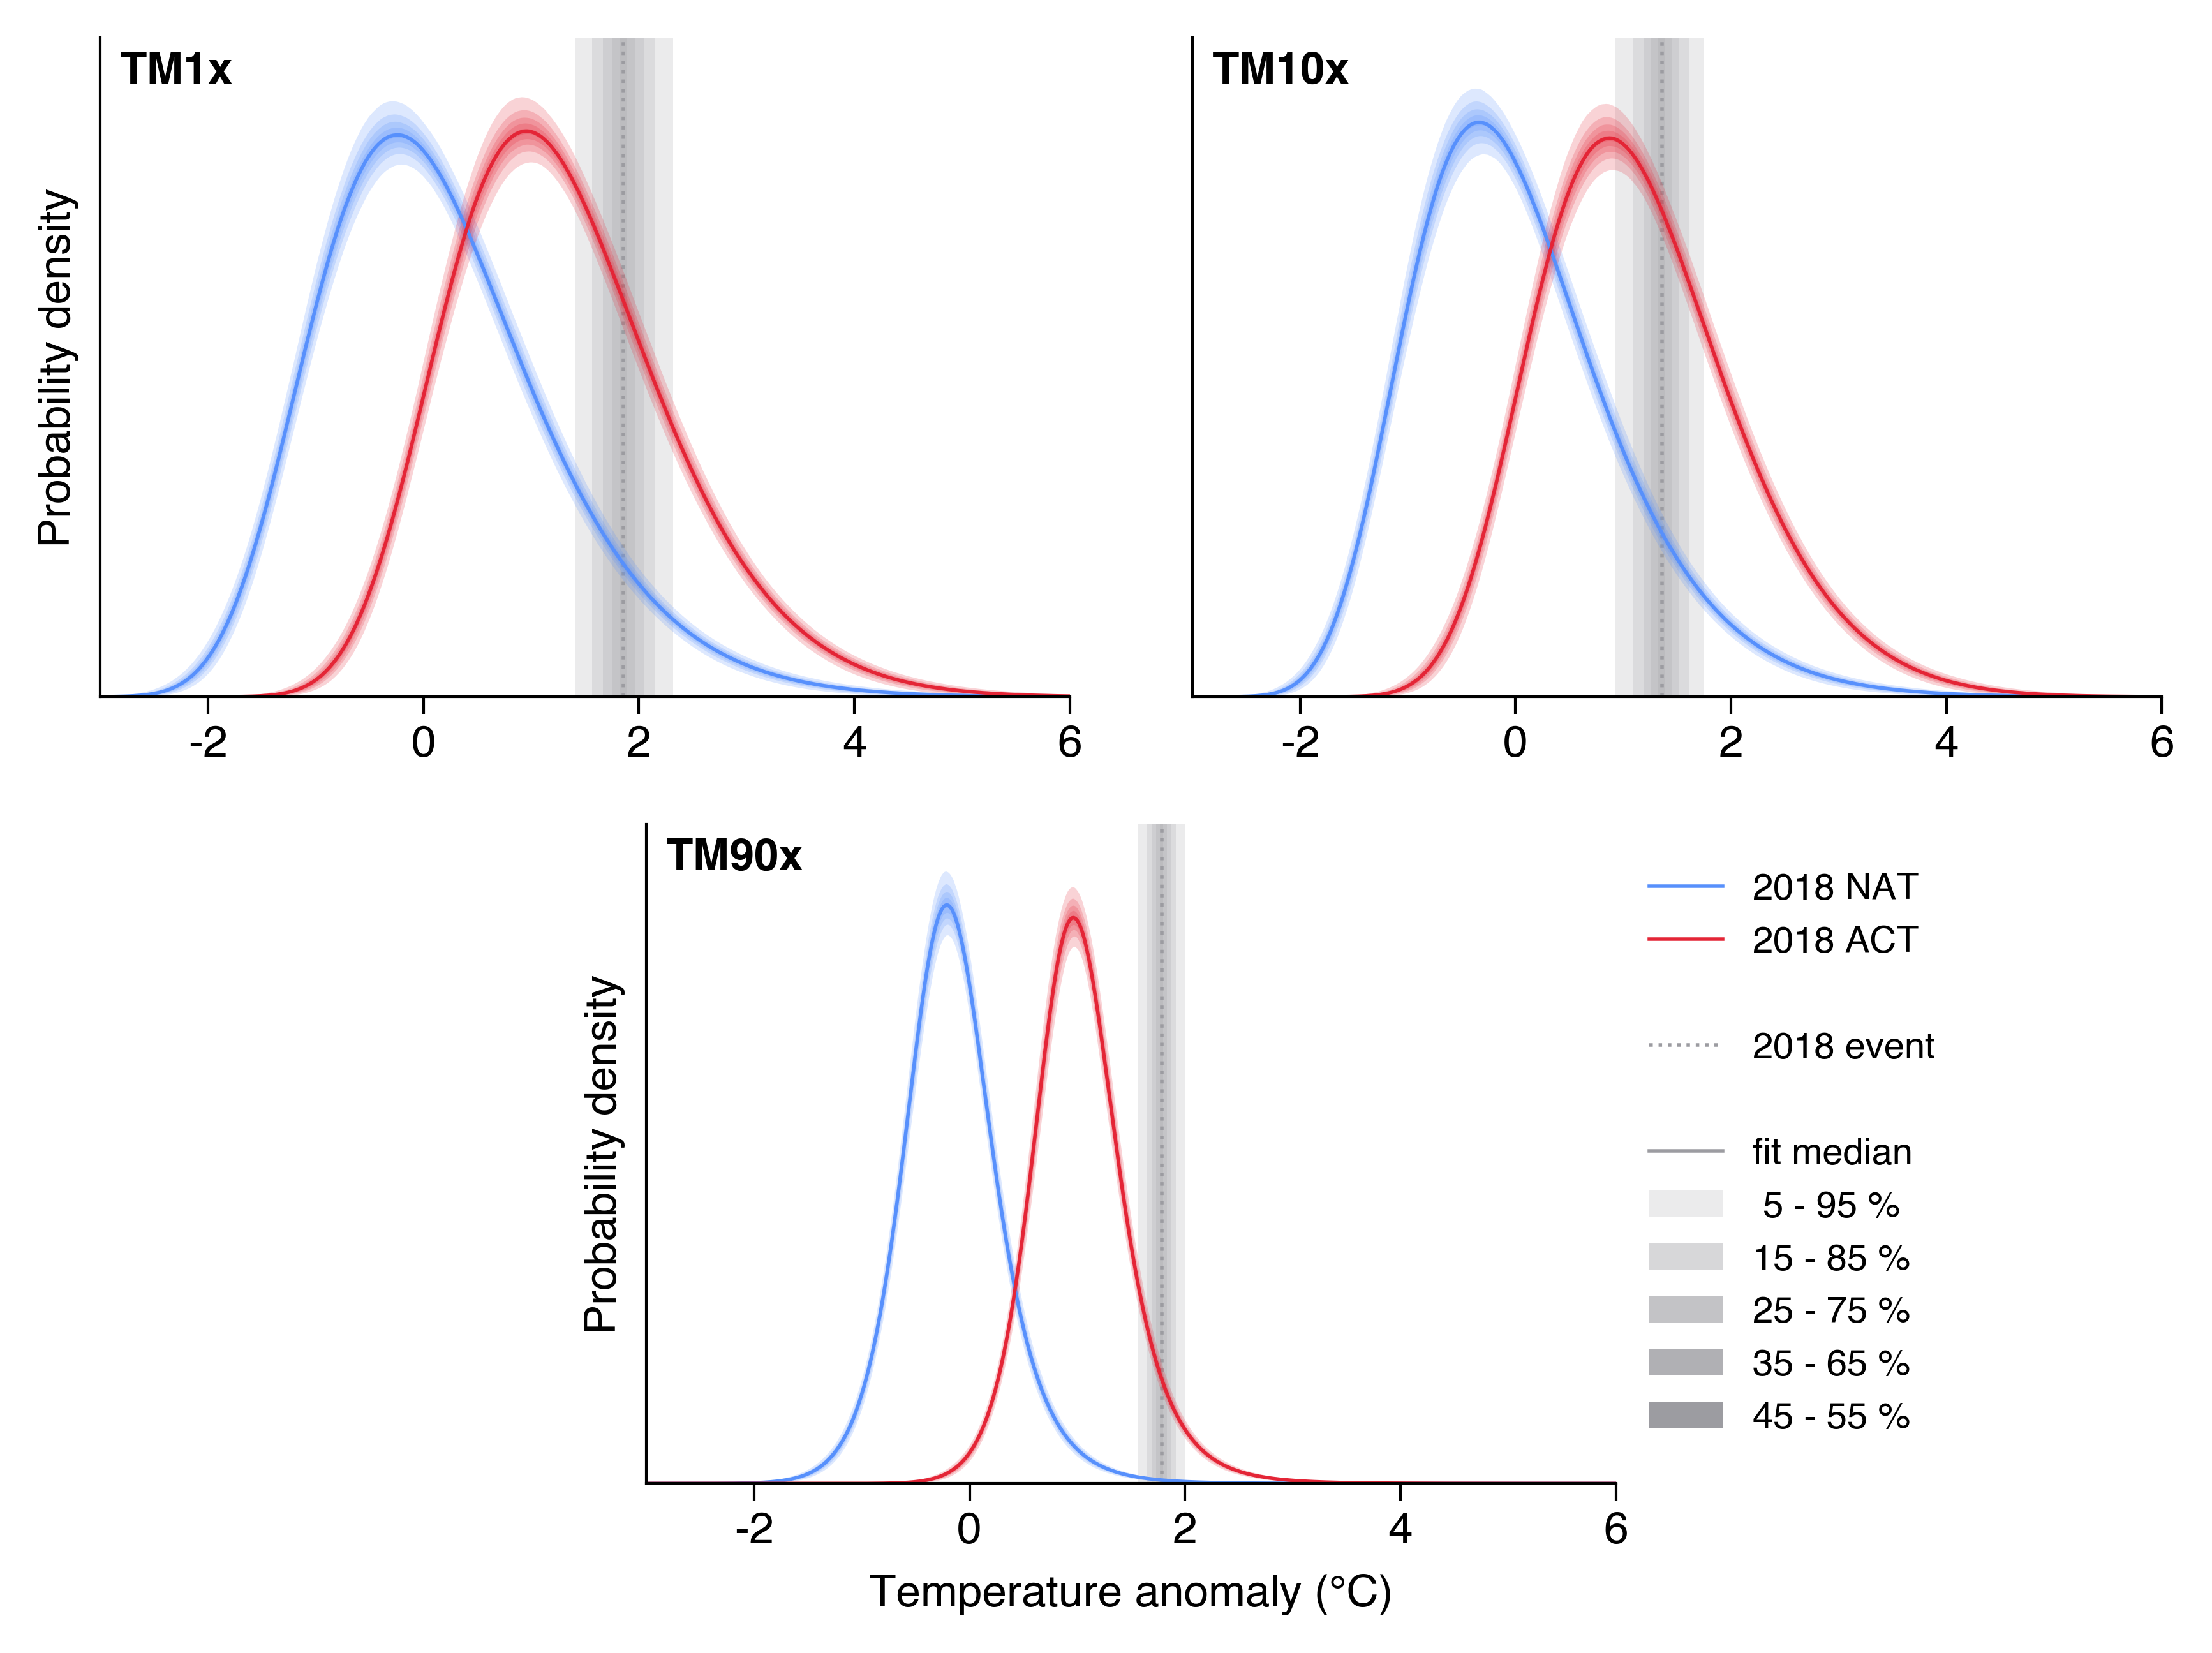 TM1x
Probability density
-2 0 2 4 6
TM10x
-2 0 2 4 6
TM90x
Probability density
-2 0 2 4 6
Temperature anomaly (°C)
2018 NAT
2018 ACT
2018 event
fit median
5 - 95 %
15 - 85 %
25 - 75 %
35 - 65 %
45 - 55 %